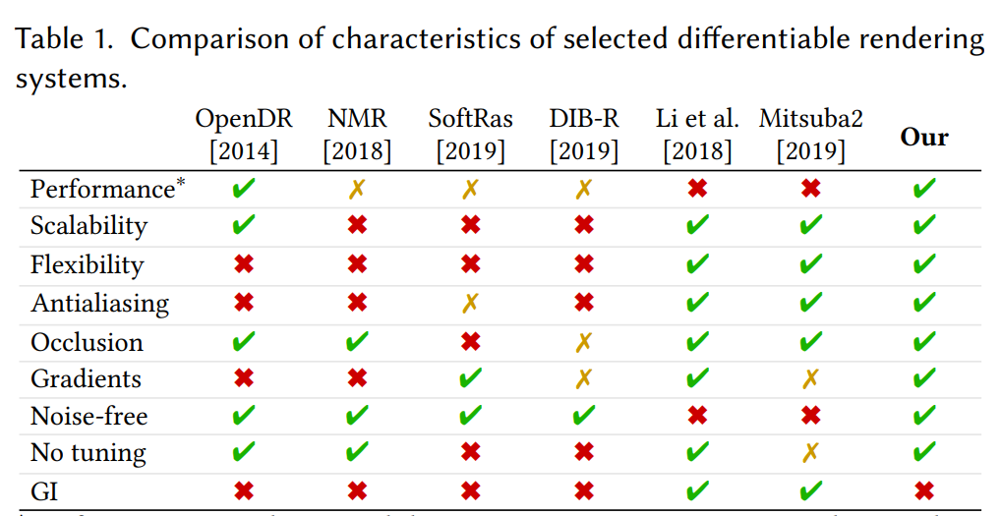 Table 1. Comparison of characteristics of selected differentiable rendering
systems.
OpenDR NMR SoftRas DIB-R Li et al. Mitsuba2 Our
[2014] [2018] [2019] [2019] [2018] [2019]
Performance* ✔ ✗ ✗ ✗ ✖ ✖ ✔
Scalability ✔ ✖ ✖ ✖ ✔ ✔ ✔
Flexibility ✖ ✖ ✖ ✖ ✔ ✔ ✔
Antialiasing ✖ ✖ ✗ ✖ ✔ ✔ ✔
Occlusion ✔ ✔ ✖ ✗ ✔ ✔ ✔
Gradients ✖ ✖ ✔ ✗ ✔ ✗ ✔
Noise-free ✔ ✔ ✔ ✔ ✖ ✖ ✔
No tuning ✔ ✔ ✖ ✖ ✔ ✗ ✔
GI ✖ ✖ ✖ ✖ ✔ ✔ ✖